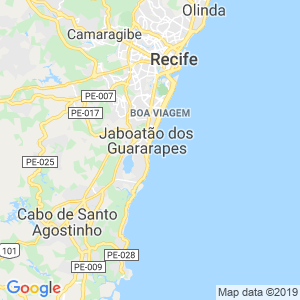 Olinda
Camaragibe
Recife
PE-007
BOA VIAGEM
PE-017
Jaboatão dos
Guararapes
PE-025
Cabo de Santo
Agostinho
101
PE-028
PE-009
Google
Map data ©2019